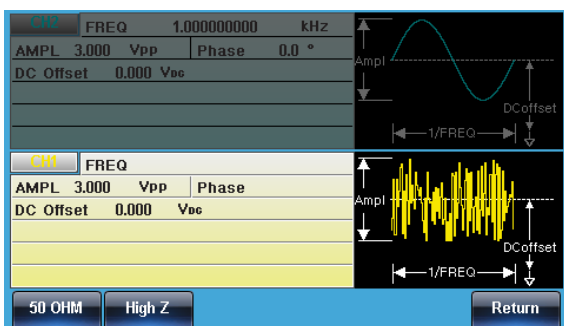 CH2 FREQ 1.000000000 kHz
AMPL 3.000 Vpp Phase 0.0 °
DC Offset 0.000 VDC
Ampl
DCoffset
1/FREQ
CH1 FREQ
AMPL 3.000 Vpp Phase
DC Offset 0.000 VDC
Ampl
DCoffset
1/FREQ
50 OHM High Z Return